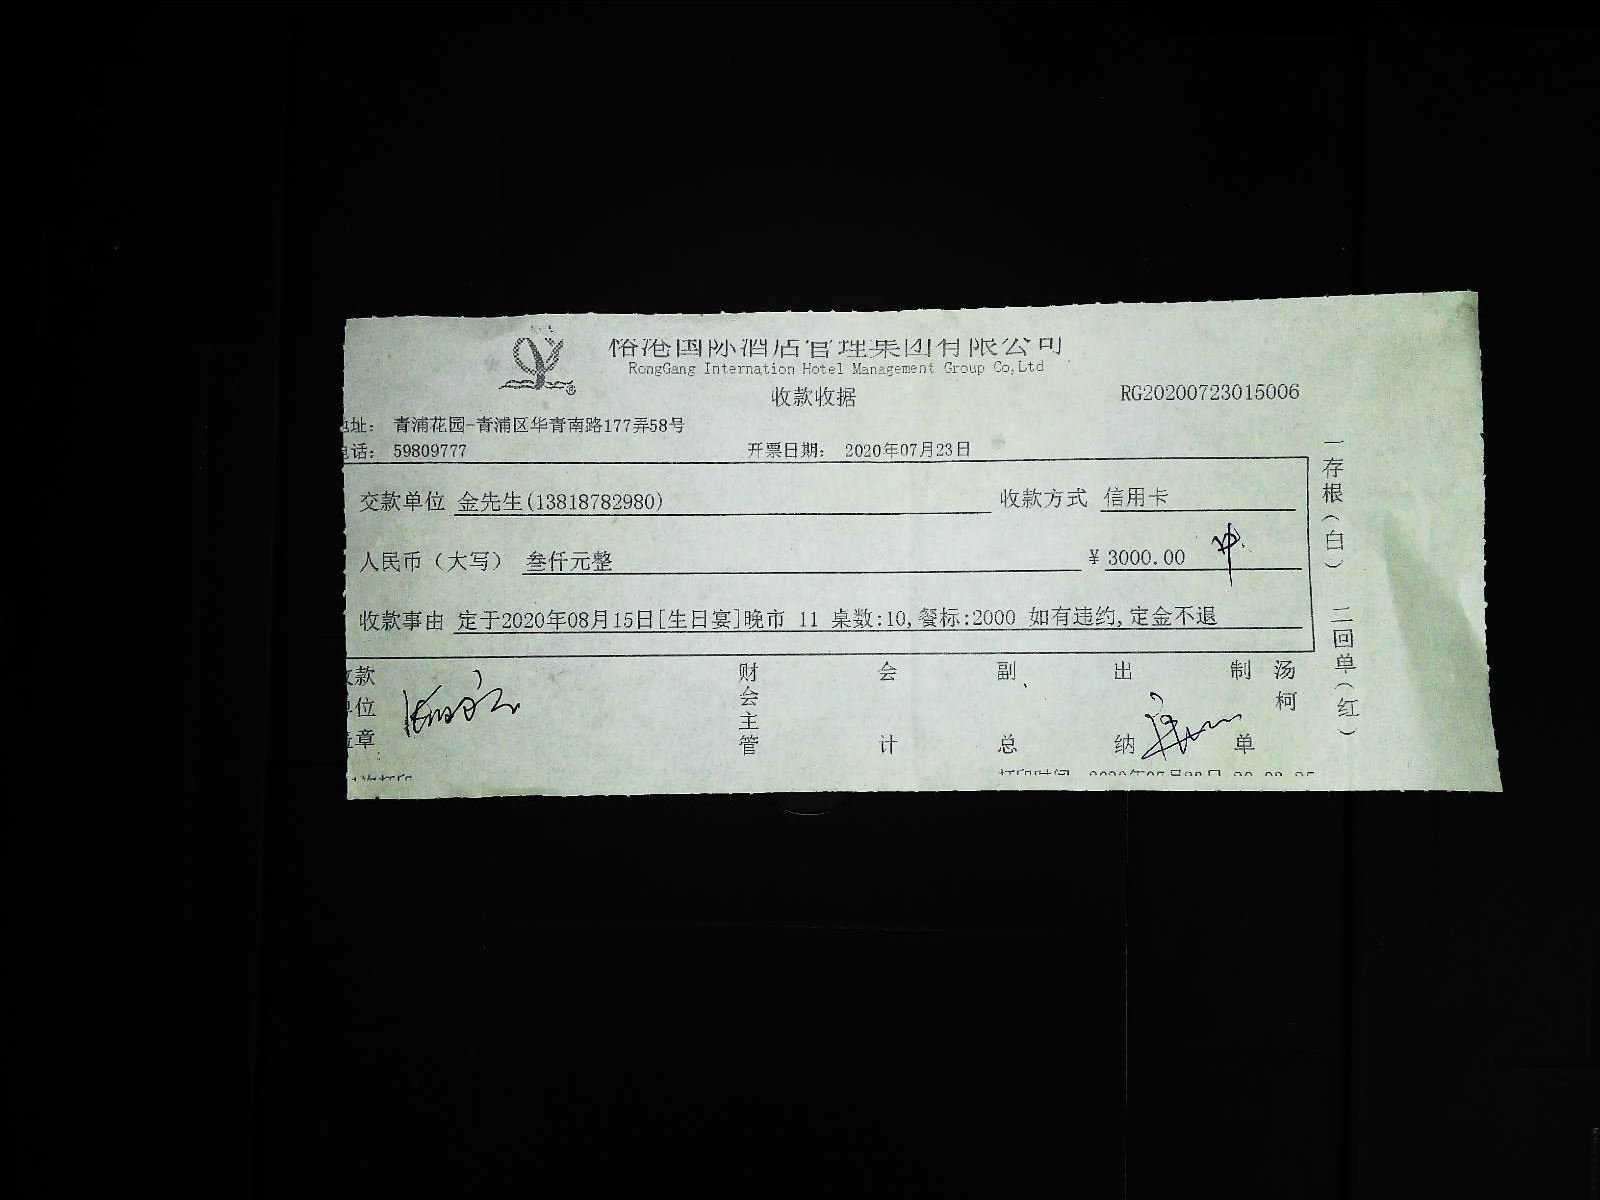 港国际酒店管理集团有限公司
RongGang Internation Hotel Management Group Co,Ltd
收款收据
RG20200723015006
地址： 青浦花园-青浦区华青南路177弄58号
电话： 59809777
开票日期： 2020年07月23日
交款单位 金先生(13818782980)
收款方式 信用卡
人民币（大写） 叁仟元整
¥ 3000.00
收款事由 定于2020年08月15日[生日宴]晚市 11 桌数:10,餐标:2000 如有违约,定金不退
收款单位盖章
财会主管
会计
副总
出纳
制单
汤柯
一存根（白） 二回单（红）